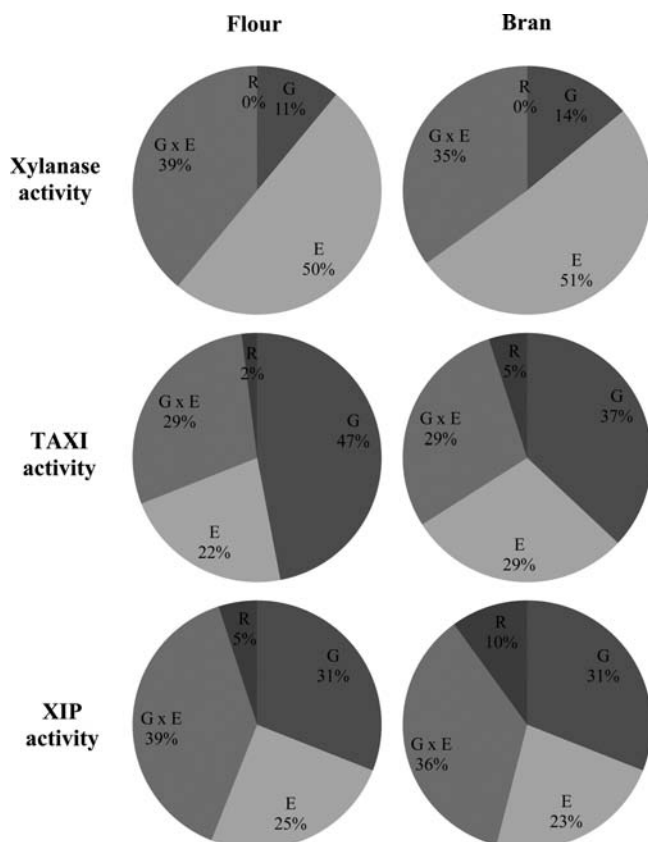 Flour
Bran
Xylanase
activity
R
0%
G
11%
E
50%
G x E
39%
R
0%
G
14%
E
51%
G x E
35%
TAXI
activity
R
2%
G
47%
E
22%
G x E
29%
R
5%
G
37%
E
29%
G x E
29%
XIP
activity
R
5%
G
31%
E
25%
G x E
39%
R
10%
G
31%
E
23%
G x E
36%